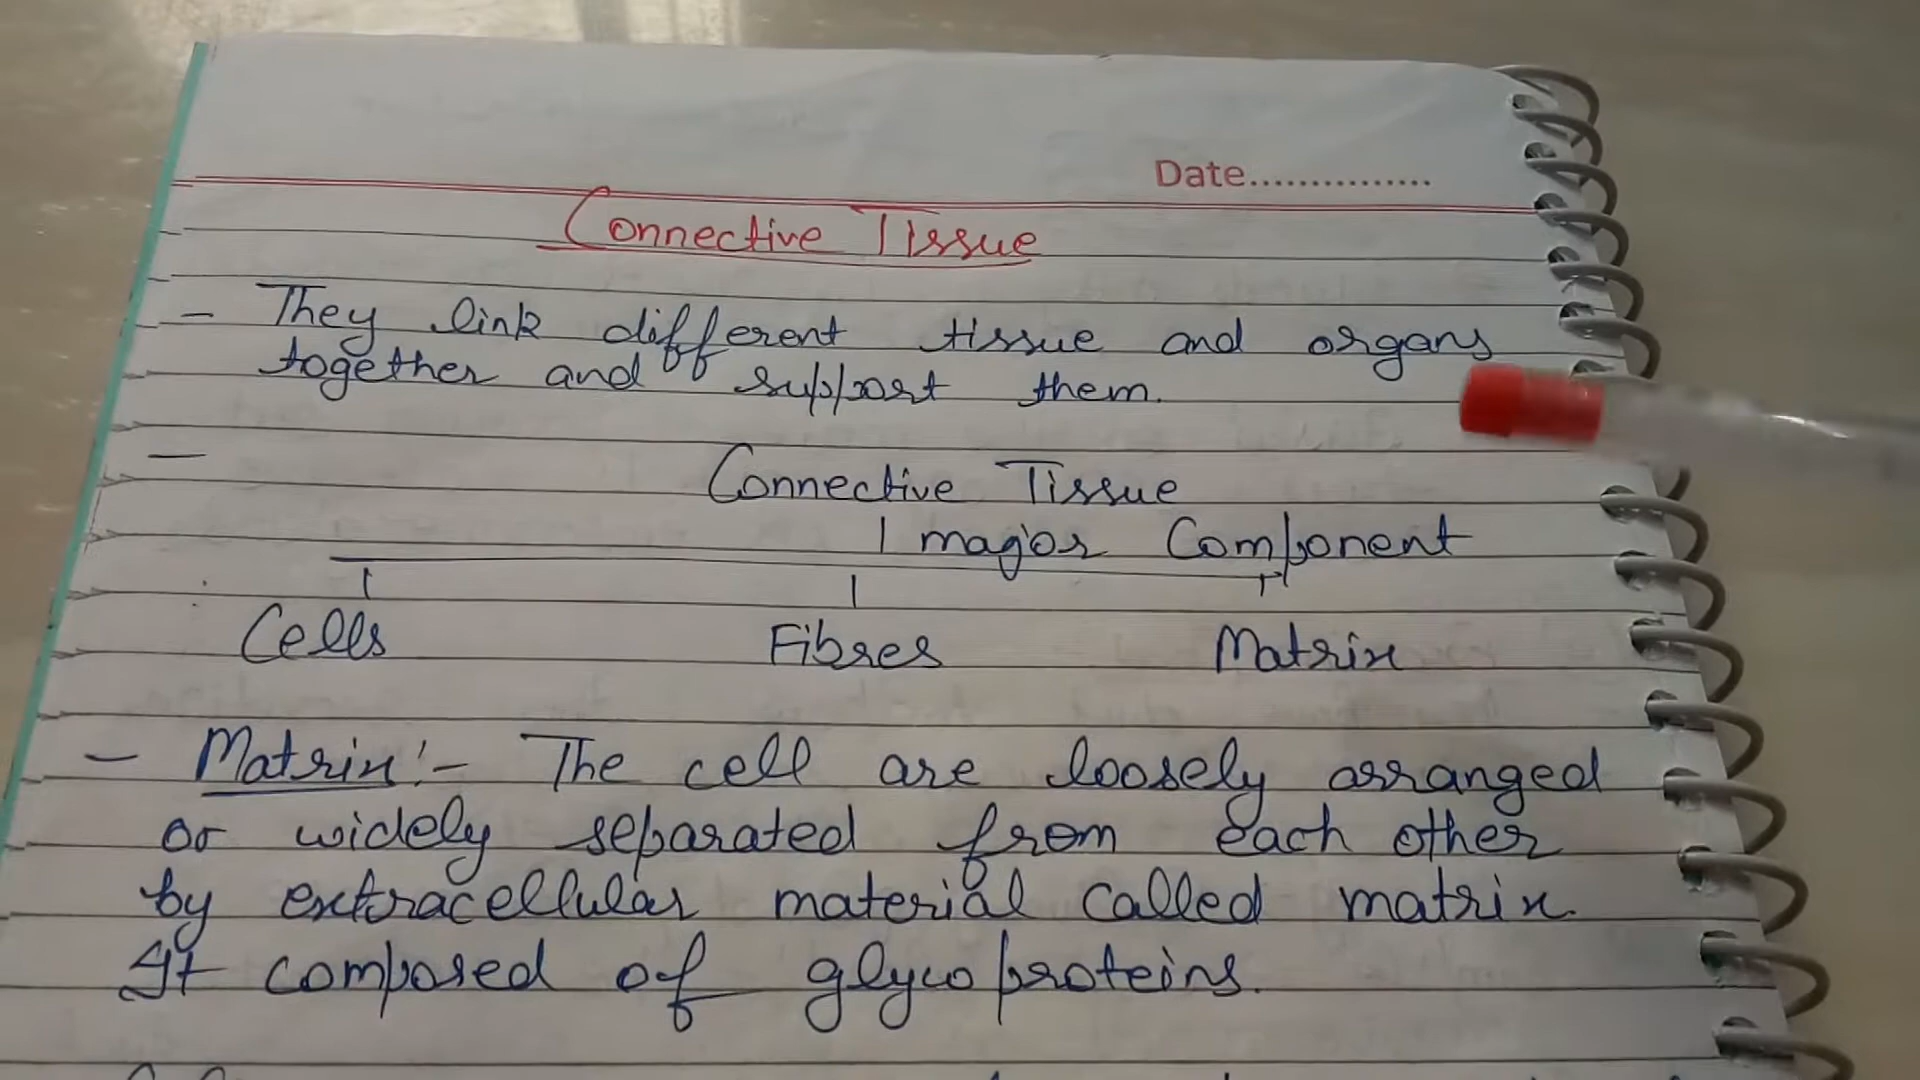 Date...............
Connective Tissue
- They link different tissue and organs
together and support them.
- Connective Tissue
major Component
Cells Fibres Matrix
- Matrix :- The cell are loosely arranged
or widely separated from each other
by extracellular material called matrix.
It composed of glycoproteins.